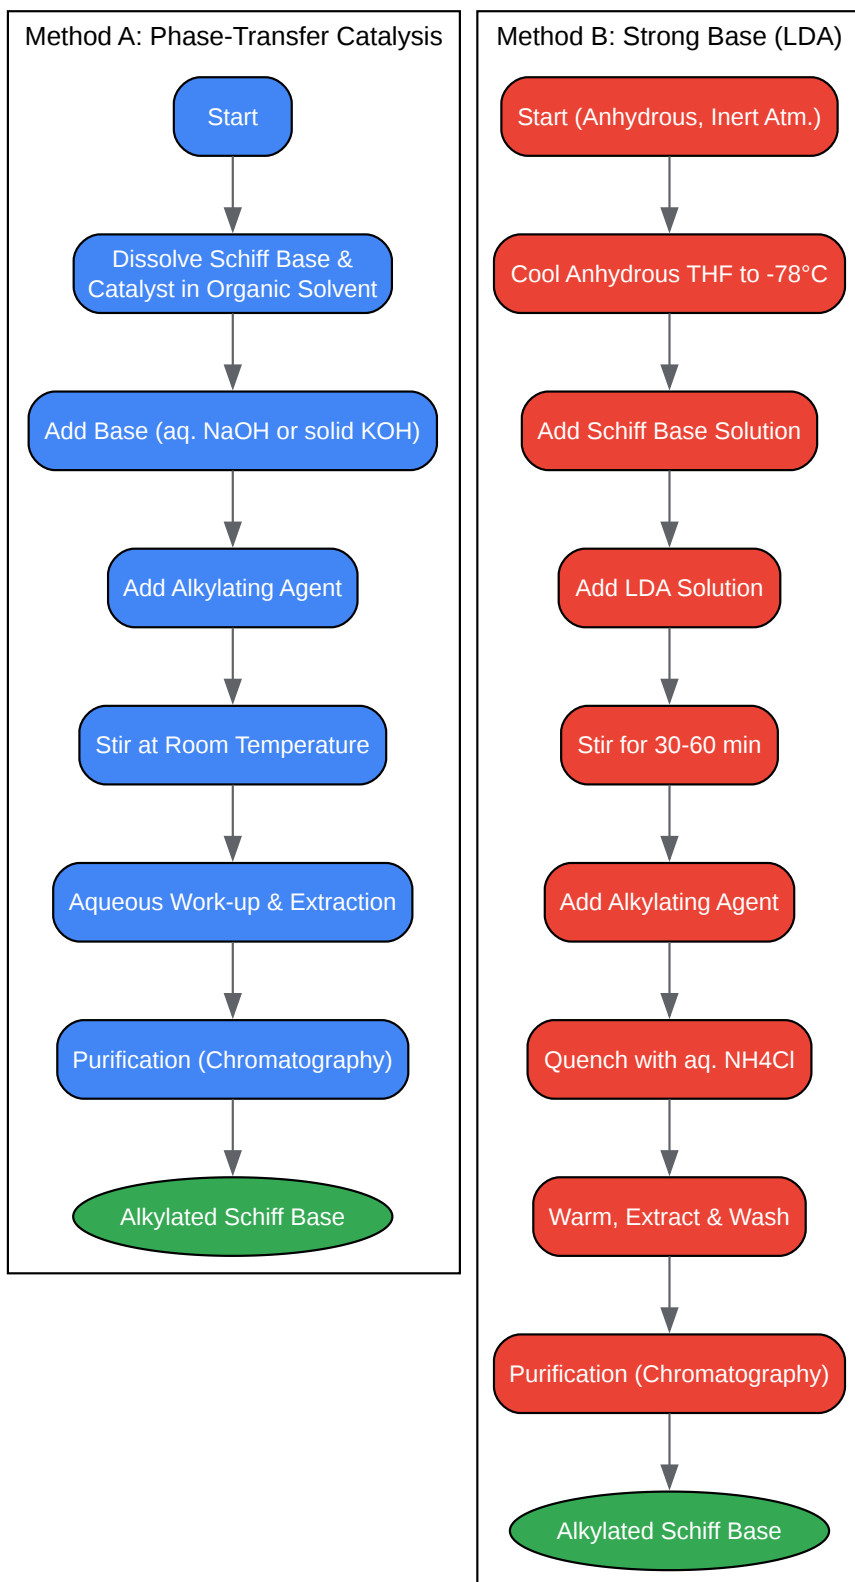 Method A: Phase-Transfer Catalysis
Start
Dissolve Schiff Base &
Catalyst in Organic Solvent
Add Base (aq. NaOH or solid KOH)
Add Alkylating Agent
Stir at Room Temperature
Aqueous Work-up & Extraction
Purification (Chromatography)
Alkylated Schiff Base
Method B: Strong Base (LDA)
Start (Anhydrous, Inert Atm.)
Cool Anhydrous THF to -78°C
Add Schiff Base Solution
Add LDA Solution
Stir for 30-60 min
Add Alkylating Agent
Quench with aq. NH4Cl
Warm, Extract & Wash
Purification (Chromatography)
Alkylated Schiff Base